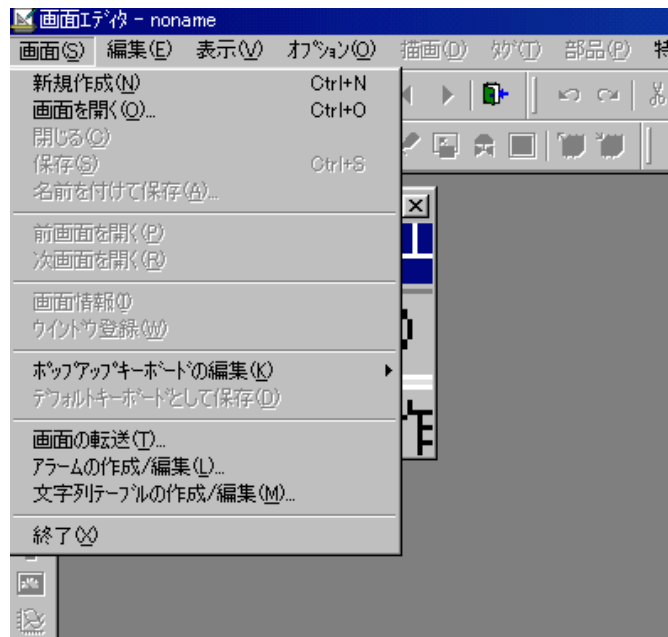 画面ｴﾃﾞｨﾀ - noname
画面(S) 編集(E) 表示(V) ｵﾌﾟｼｮﾝ(O) 描画(D) ﾀｸﾞ(T) 部品(P) 特
新規作成(N) Ctrl+N
画面を開く(O)... Ctrl+O
閉じる(C)
保存(S) Ctrl+S
名前を付けて保存(A)...
前画面を開く(P)
次画面を開く(R)
画面情報(I)
ｳｲﾝﾄﾞｳ登録(W)
ﾎﾟｯﾌﾟｱｯﾌﾟｷｰﾎﾞｰﾄﾞの編集(K)
ﾃﾞﾌｫﾙﾄｷｰﾎﾞｰﾄﾞとして保存(D)
画面の転送(T)...
ｱﾗｰﾑの作成/編集(L)...
文字列ﾃｰﾌﾞﾙの作成/編集(M)...
終了(X)
作